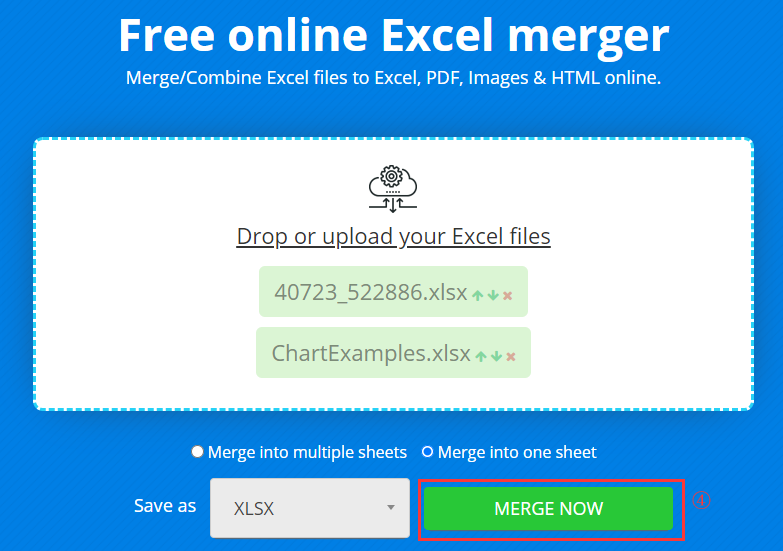 Free online Excel merger
Merge/Combine Excel files to Excel, PDF, Images & HTML online.
Drop or upload your Excel files
40723_522886.xlsx
ChartExamples.xlsx
Merge into multiple sheets Merge into one sheet
Save as XLSX MERGE NOW ④